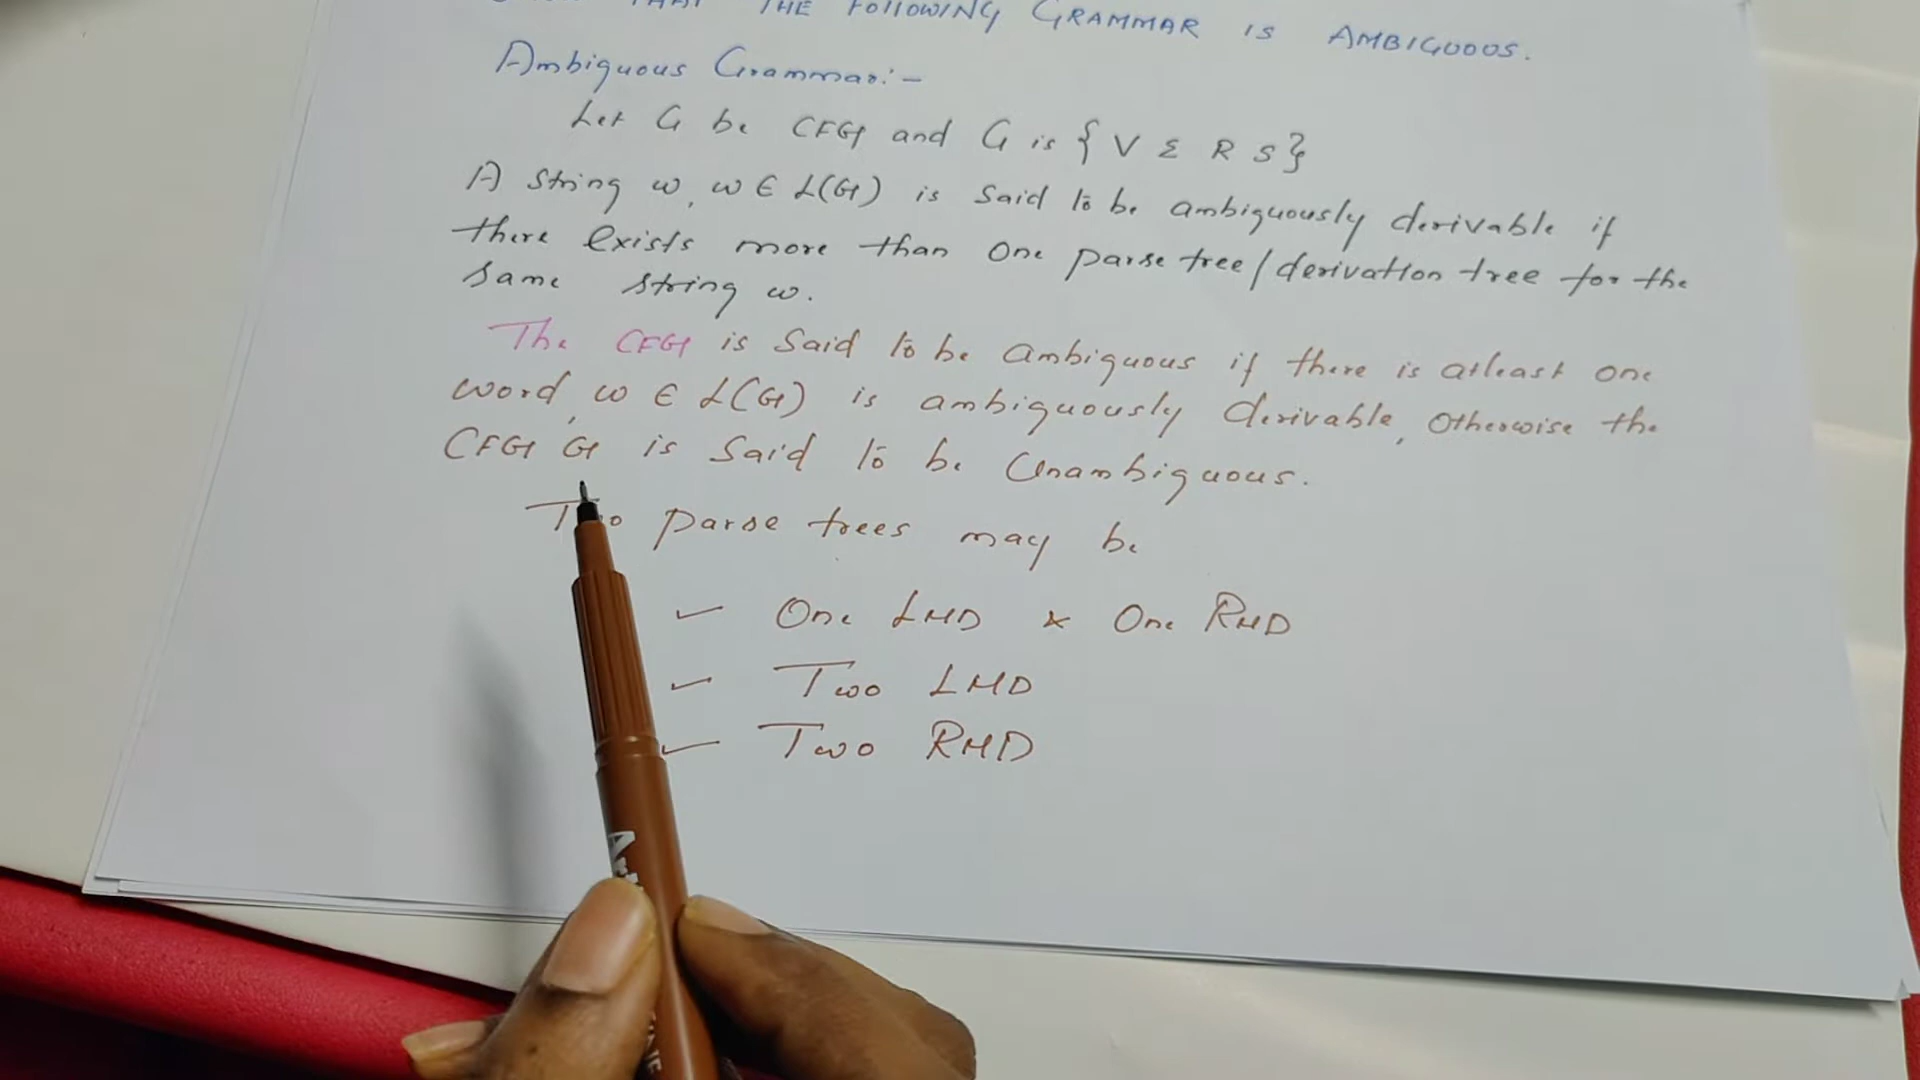 THAT THE FOllOWING GRAMMAR IS AMBIGUOUS.
Ambiguous Grammar:-
Let G be CFG and G is { V Σ R S}
A string w, w ∈ L(G) is said to be ambiguously derivable if
there exists more than one parse tree/derivation tree for the
same string w.
The CFG is said to be ambiguous if there is atleast one
word, w ∈ L(G) is ambiguously derivable, otherwise the
CFG G is said to be unambiguous.
Two parse trees may be
✓ One LMD & One RMD
✓ Two LMD
✓ Two RMD